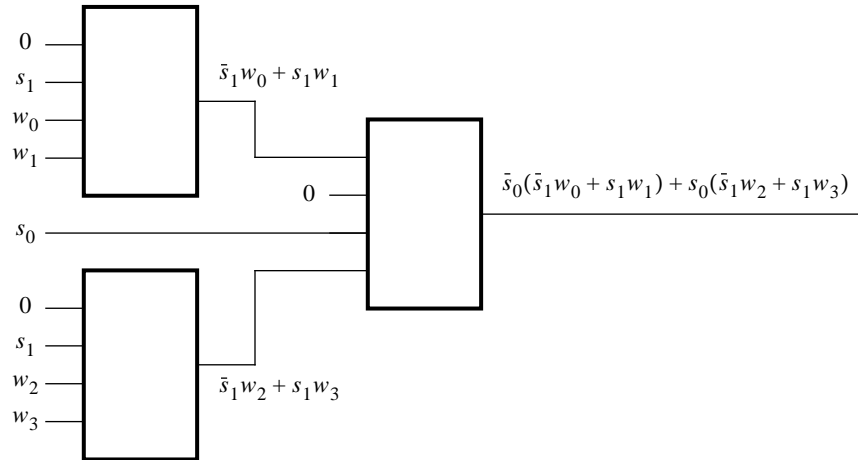 0
s̄₁w₀ + s₁w₁
s₁
w₀
w₁
0
s̄₀(s̄₁w₀ + s₁w₁) + s₀(s̄₁w₂ + s₁w₃)
s₀
0
s₁
w₂
s̄₁w₂ + s₁w₃
w₃